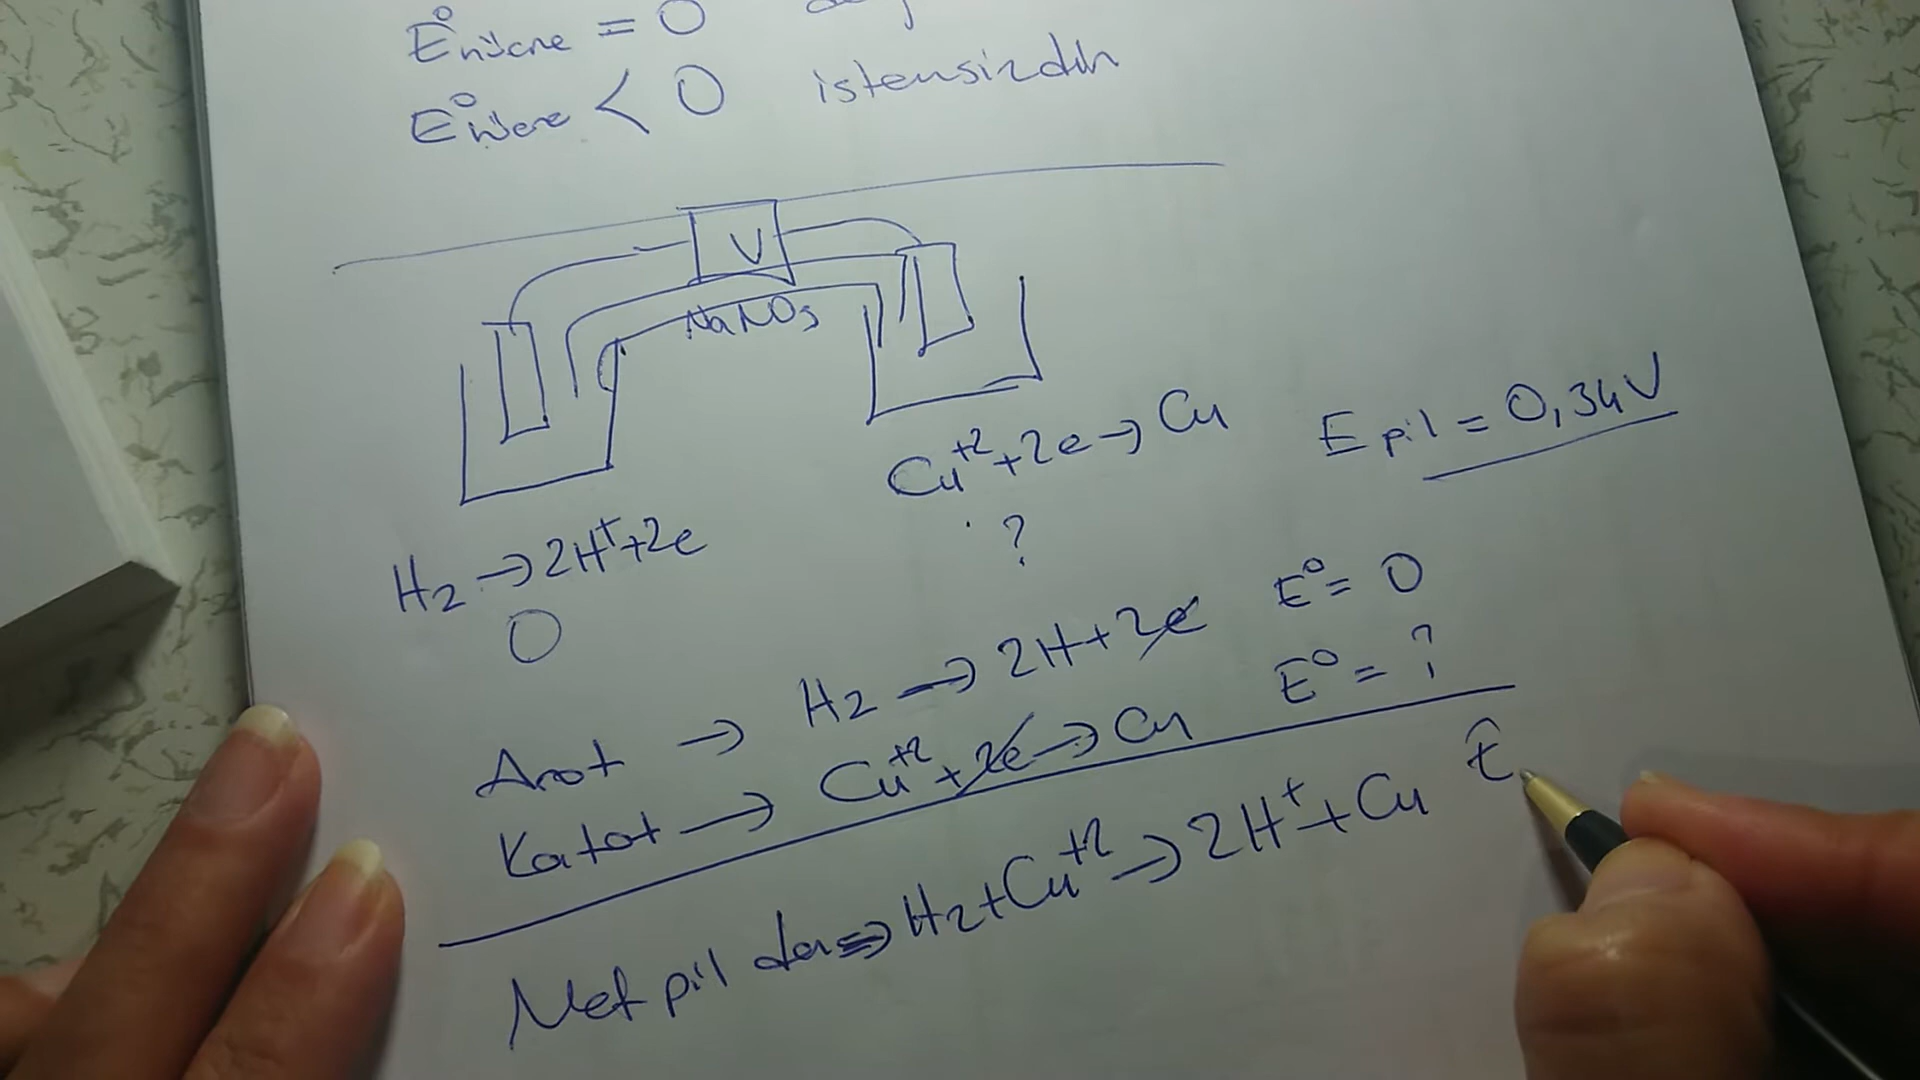 E°hücre = 0
E°hücre < 0 istensizdir
V
NaNO3
Cu+2+2e→Cu
?
E pil = 0,34V
H2→2H++2e
0
Anot → H2 → 2H+2e E°= 0
Katot → Cu+2+2e→Cu E°= ?
Net pil den⇒ H2+Cu+2→2H++Cu E